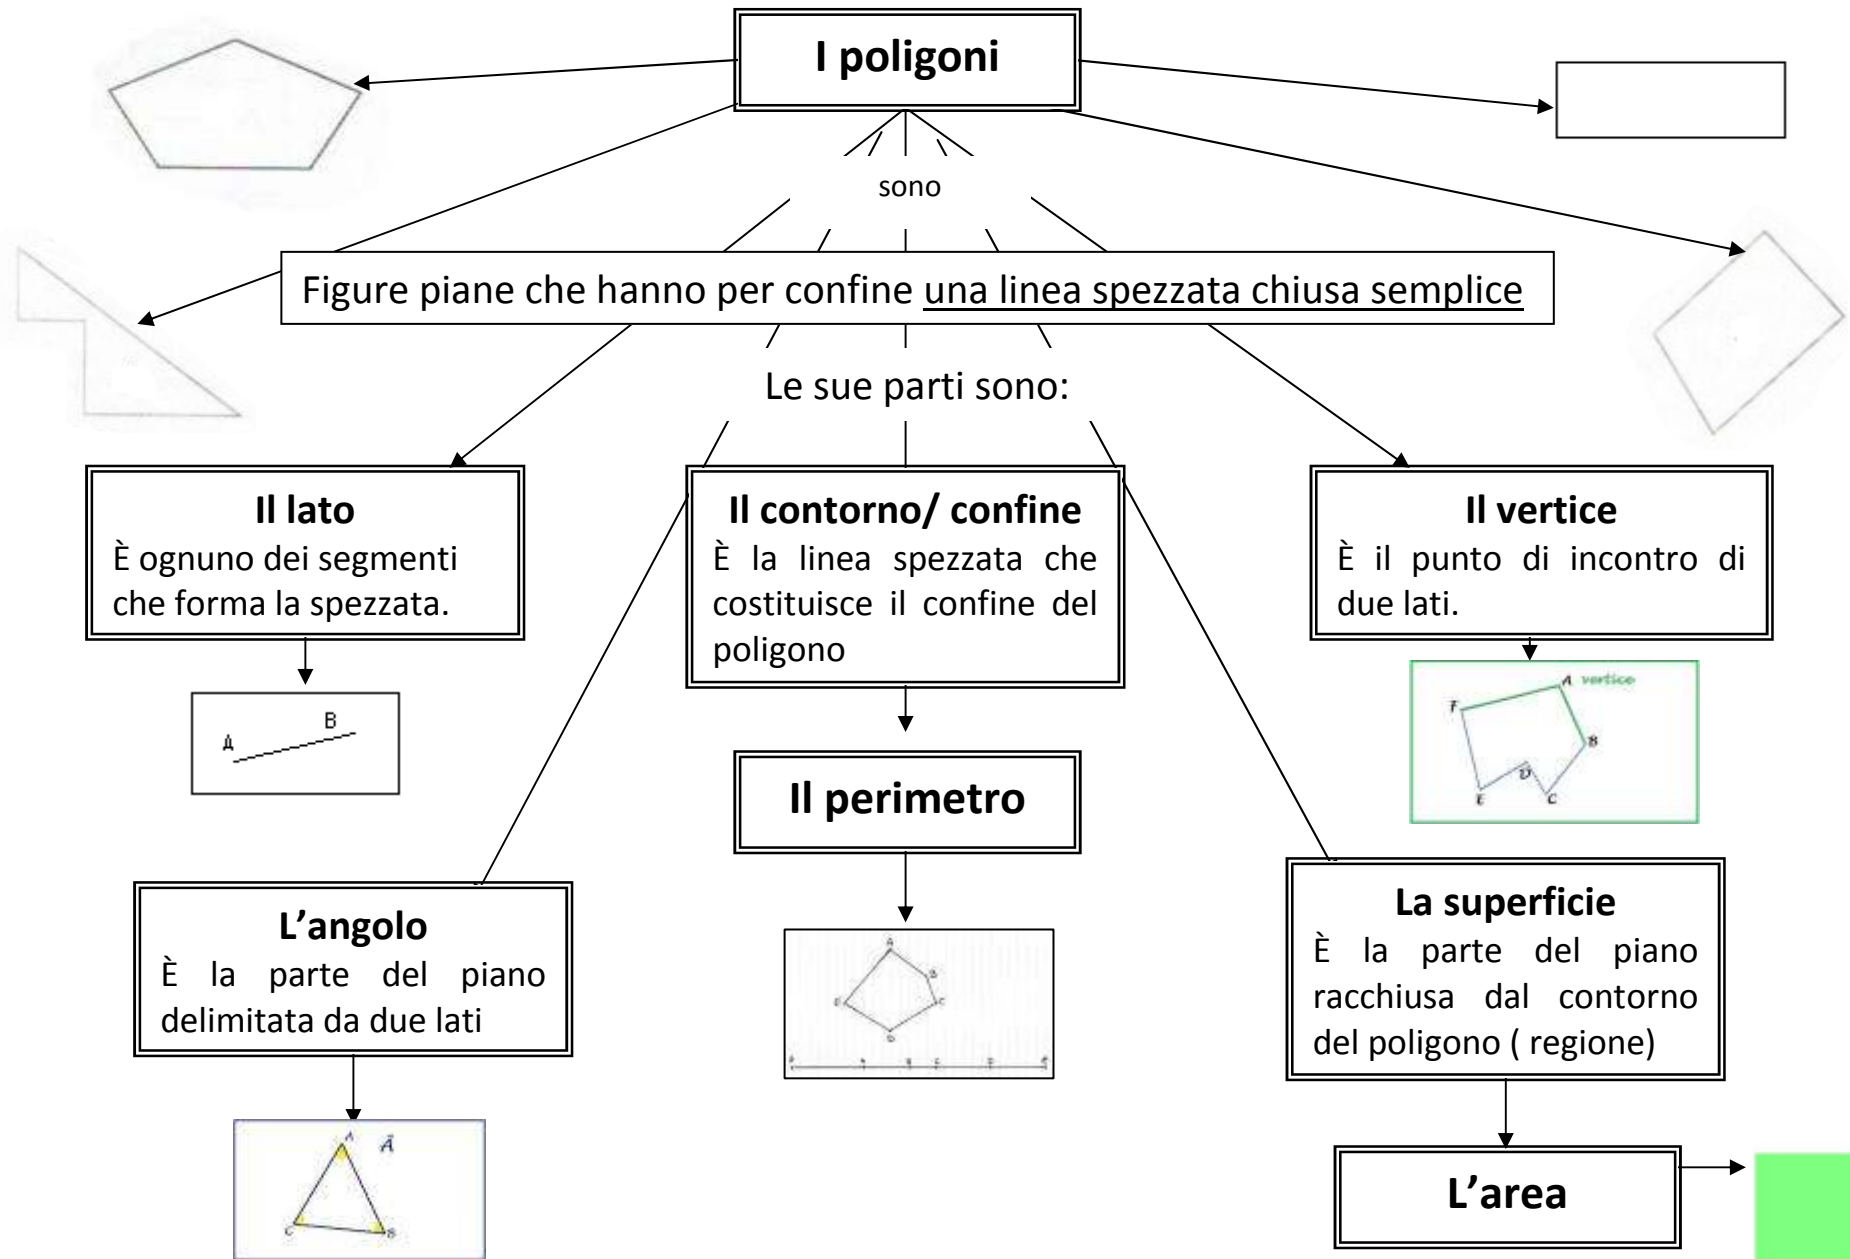 I poligoni
sono
Figure piane che hanno per confine una linea spezzata chiusa semplice
Le sue parti sono:
Il lato
È ognuno dei segmenti
che forma la spezzata.
Il contorno/ confine
È la linea spezzata che
costituisce il confine del
poligono
Il vertice
È il punto di incontro di
due lati.
A B
A vertice
F
B
D
E C
Il perimetro
L’angolo
È la parte del piano
delimitata da due lati
A
B
E C
D
La superficie
È la parte del piano
racchiusa dal contorno
del poligono ( regione)
A
C B
L’area